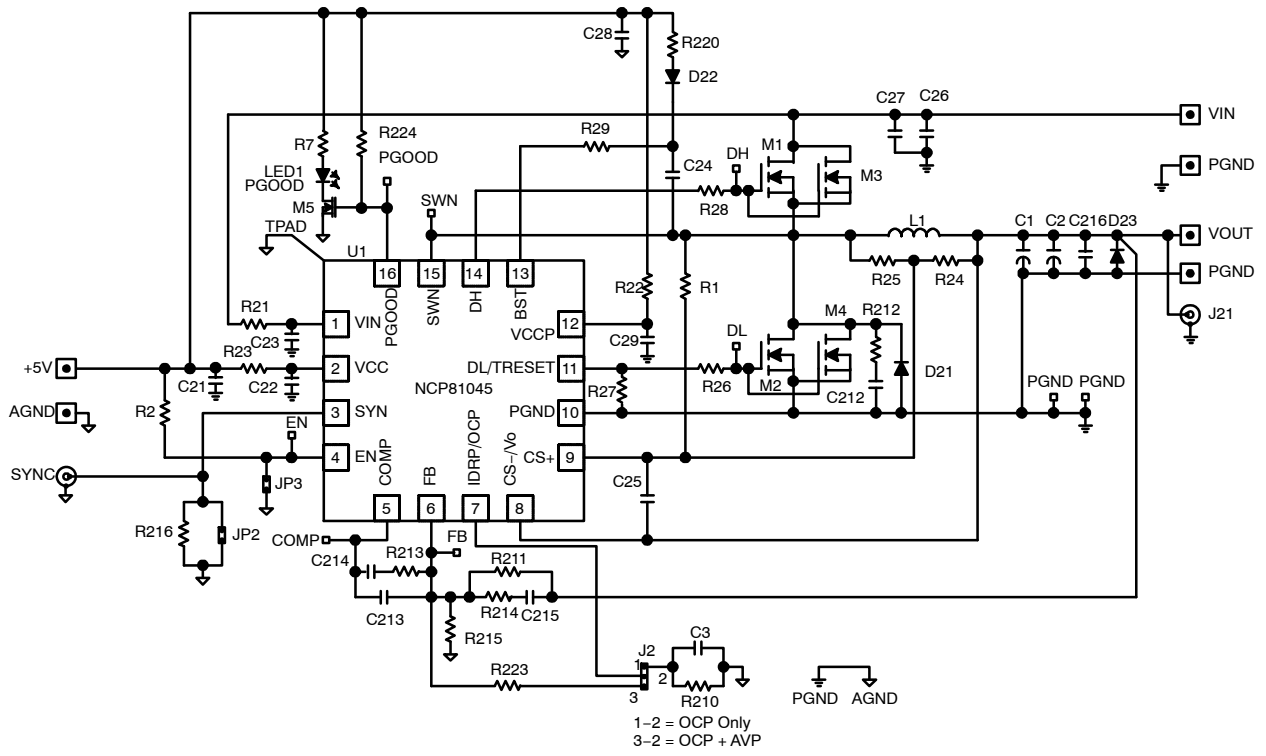 C28
R220
D22
C27 C26
VIN
R7
R224
PGOOD
R29
C24
DH
M1
M3
PGND
LED1
PGOOD
M5
SWN
R28
TPAD
U1
L1
C1 C2 C216 D23
VOUT
16 15 14 13
PGOOD
SWN
DH
BST
R22
R1
R25 R24
PGND
R21
1 VIN
C23
VCCP 12
C29
DL
M4
R212
J21
+5V
R23
C21
C22
2 VCC
DL/TRESET 11
NCP81045
R27
R26
M2
D21
C212
PGND PGND
AGND
R2
3 SYN
PGND 10
EN
4 EN
CS+ 9
SYNC
JP3
COMP
FB
IDRP/OCP
CS−/Vo
C25
5 6 7 8
R216
JP2
COMP
FB
C214
R213
R211
C213
R214 C215
R215
C3
J2
1
2
3
R223
R210
PGND AGND
1−2 = OCP Only
3−2 = OCP + AVP